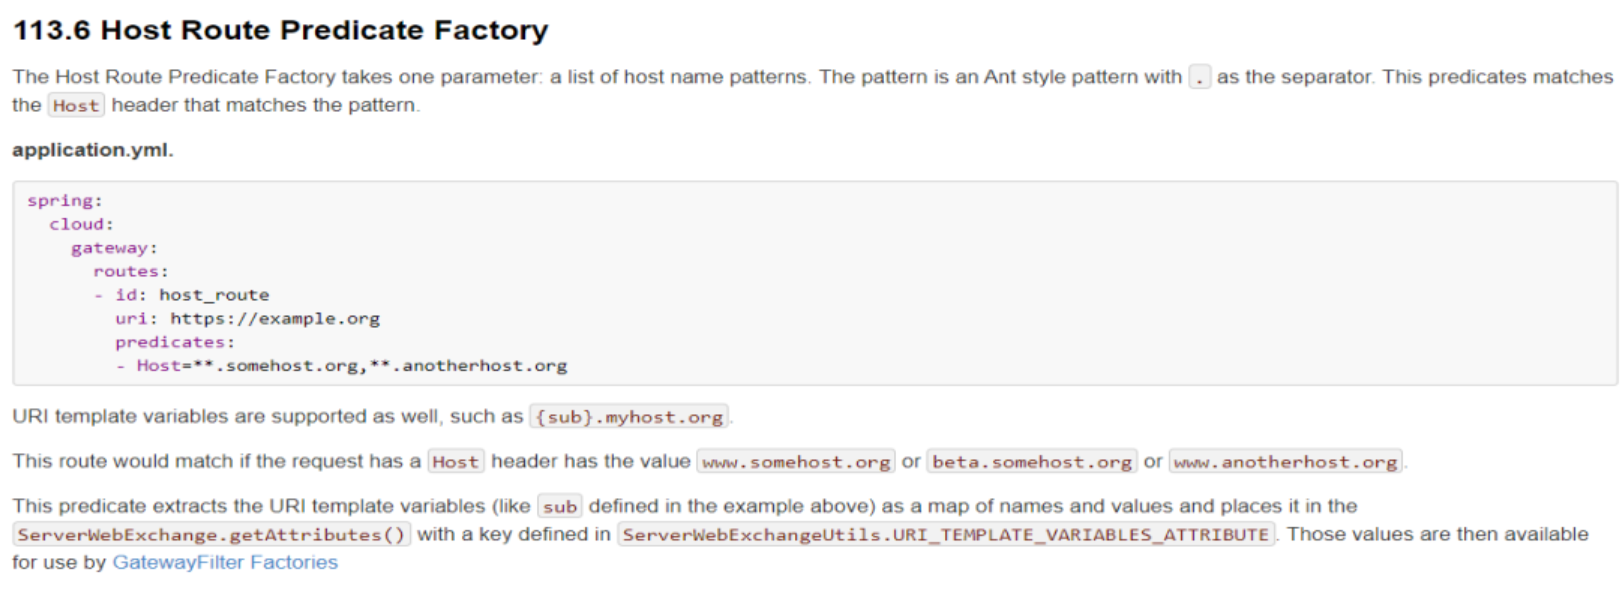 113.6 Host Route Predicate Factory
The Host Route Predicate Factory takes one parameter: a list of host name patterns. The pattern is an Ant style pattern with . as the separator. This predicates matches
the Host header that matches the pattern.
application.yml.
spring:
  cloud:
    gateway:
      routes:
      - id: host_route
        uri: https://example.org
        predicates:
        - Host=**.somehost.org,**.anotherhost.org
URI template variables are supported as well, such as {sub}.myhost.org.
This route would match if the request has a Host header has the value www.somehost.org or beta.somehost.org or www.anotherhost.org.
This predicate extracts the URI template variables (like sub defined in the example above) as a map of names and values and places it in the
ServerWebExchange.getAttributes() with a key defined in ServerWebExchangeUtils.URI_TEMPLATE_VARIABLES_ATTRIBUTE. Those values are then available
for use by GatewayFilter Factories